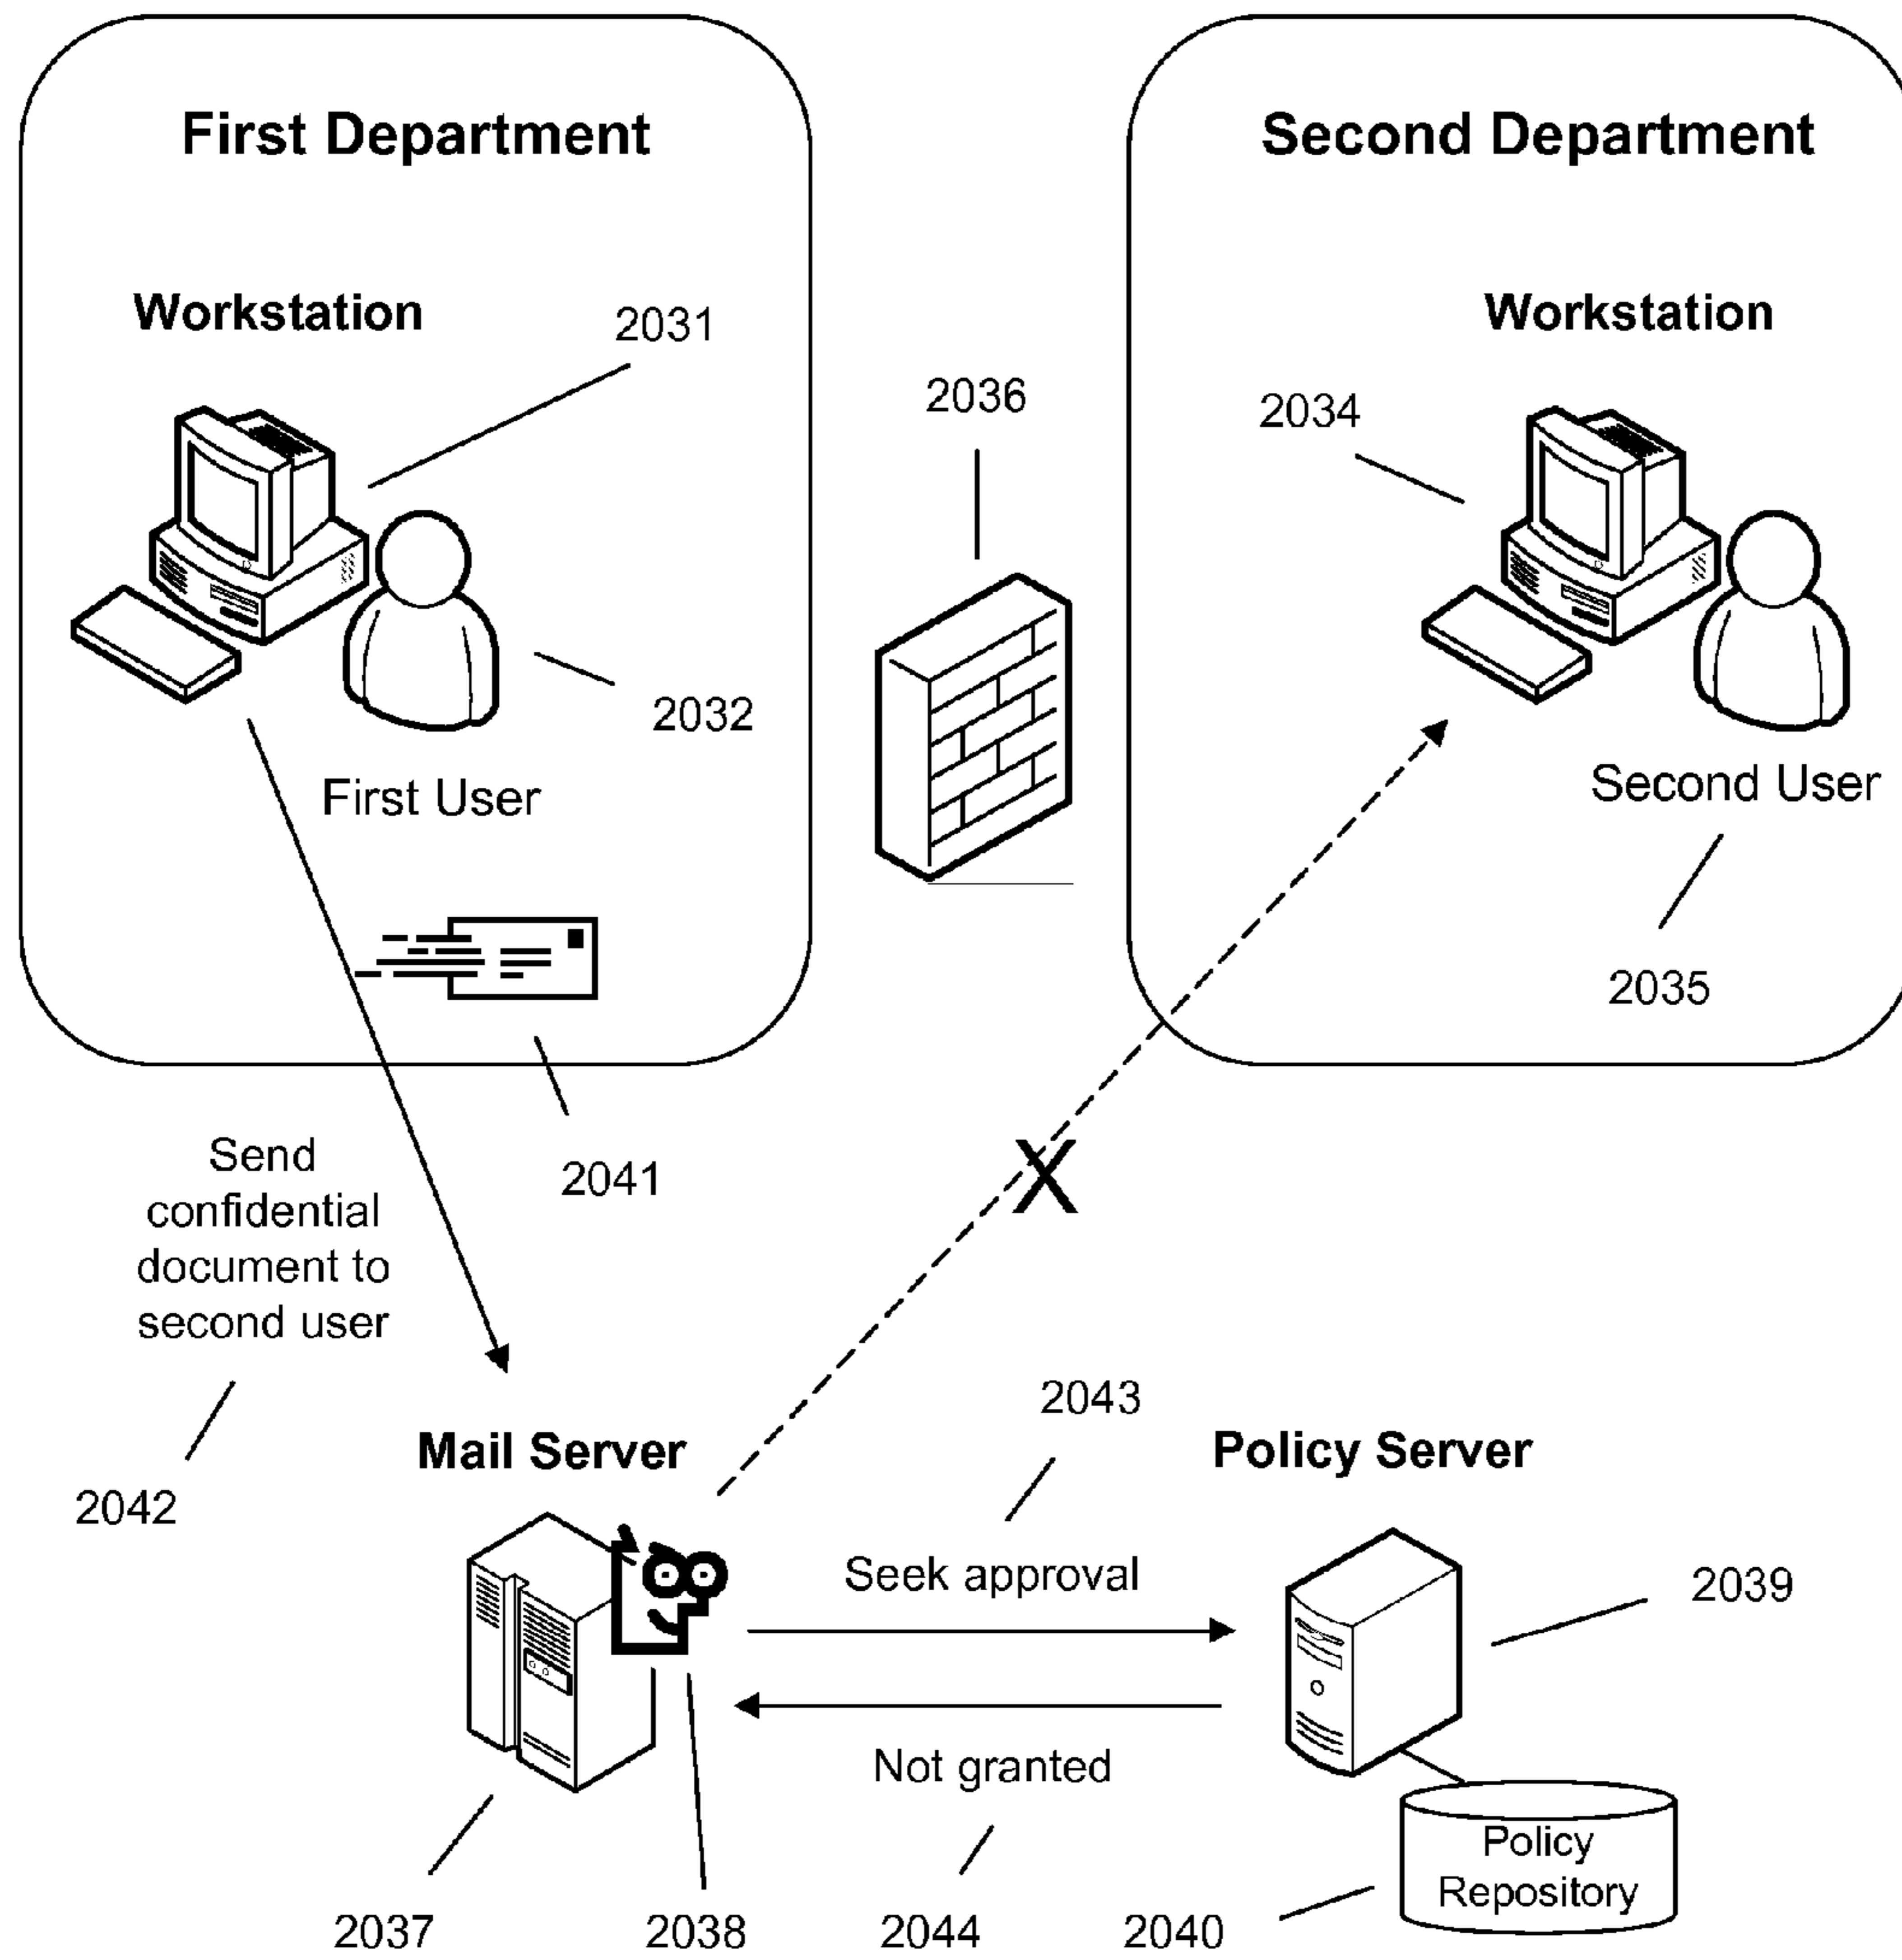 First Department
Second Department
Workstation
2031
Workstation
2036
2034
2032
First User
Second User
2035
2041
Send
confidential
document to
second user
2042
2043
Mail Server
Policy Server
Seek approval
2039
Not granted
Policy
Repository
2037
2038
2044
2040